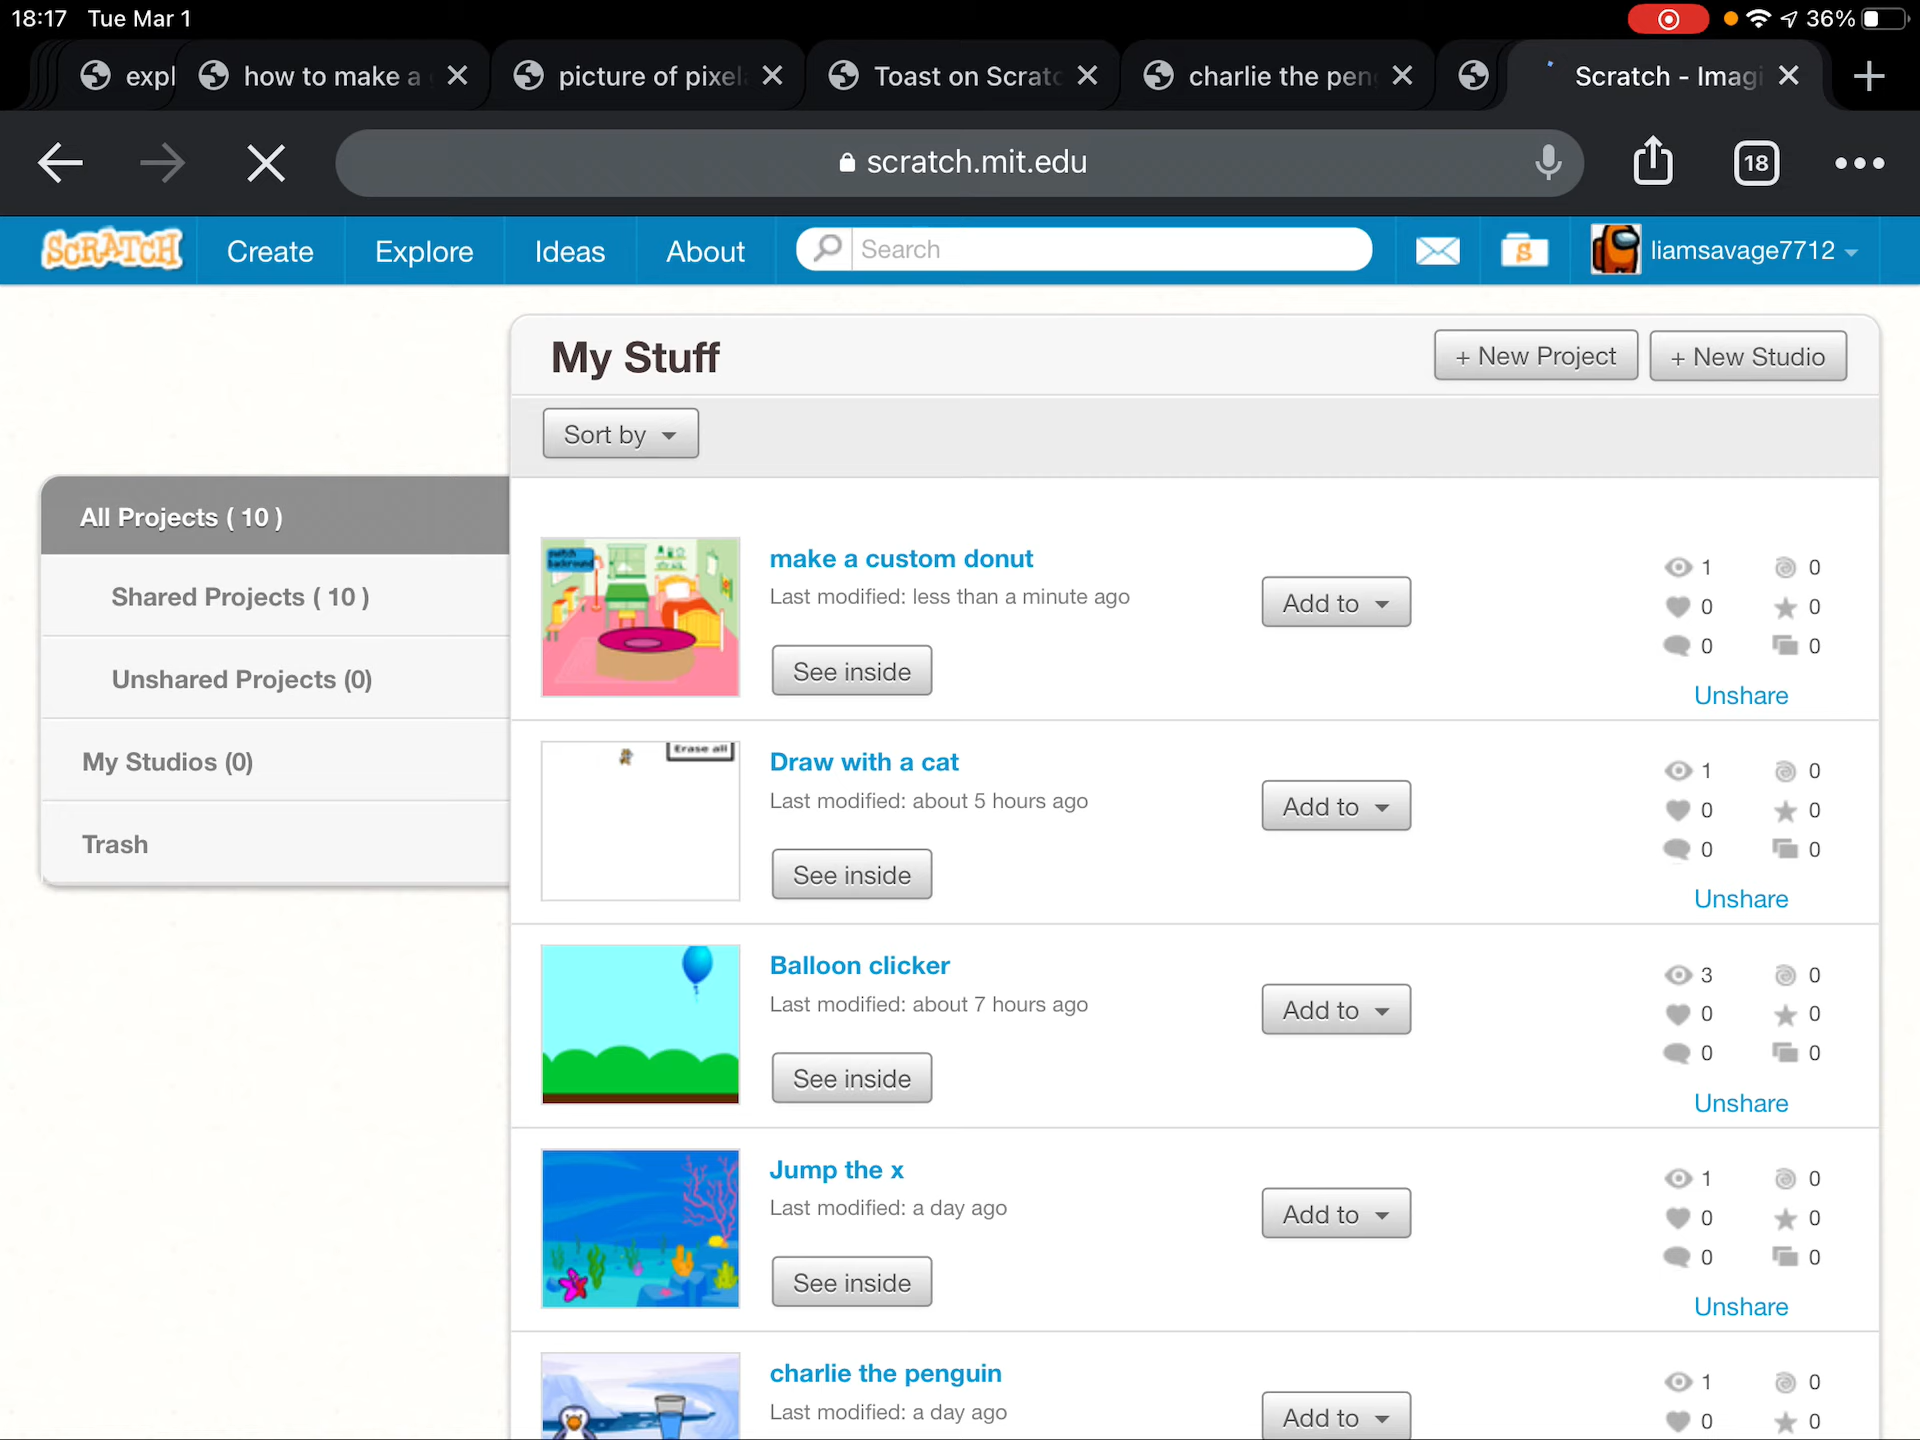 18:17 Tue Mar 1
36%
expl
how to make a
picture of pixel
Toast on Scratc
charlie the pen
Scratch - Imagi
scratch.mit.edu
18
SCRATCH
Create
Explore
Ideas
About
Search
S
liamsavage7712
My Stuff
+ New Project
+ New Studio
Sort by
All Projects ( 10 )
Shared Projects ( 10 )
Unshared Projects (0)
My Studios (0)
Trash
switch
make a custom donut
Last modified: less than a minute ago
See inside
Add to
1 0
0 0
0 0
Unshare
Erase all
Draw with a cat
Last modified: about 5 hours ago
See inside
Add to
1 0
0 0
0 0
Unshare
Balloon clicker
Last modified: about 7 hours ago
See inside
Add to
3 0
0 0
0 0
Unshare
Jump the x
Last modified: a day ago
See inside
Add to
1 0
0 0
0 0
Unshare
charlie the penguin
Last modified: a day ago
Add to
1 0
0 0